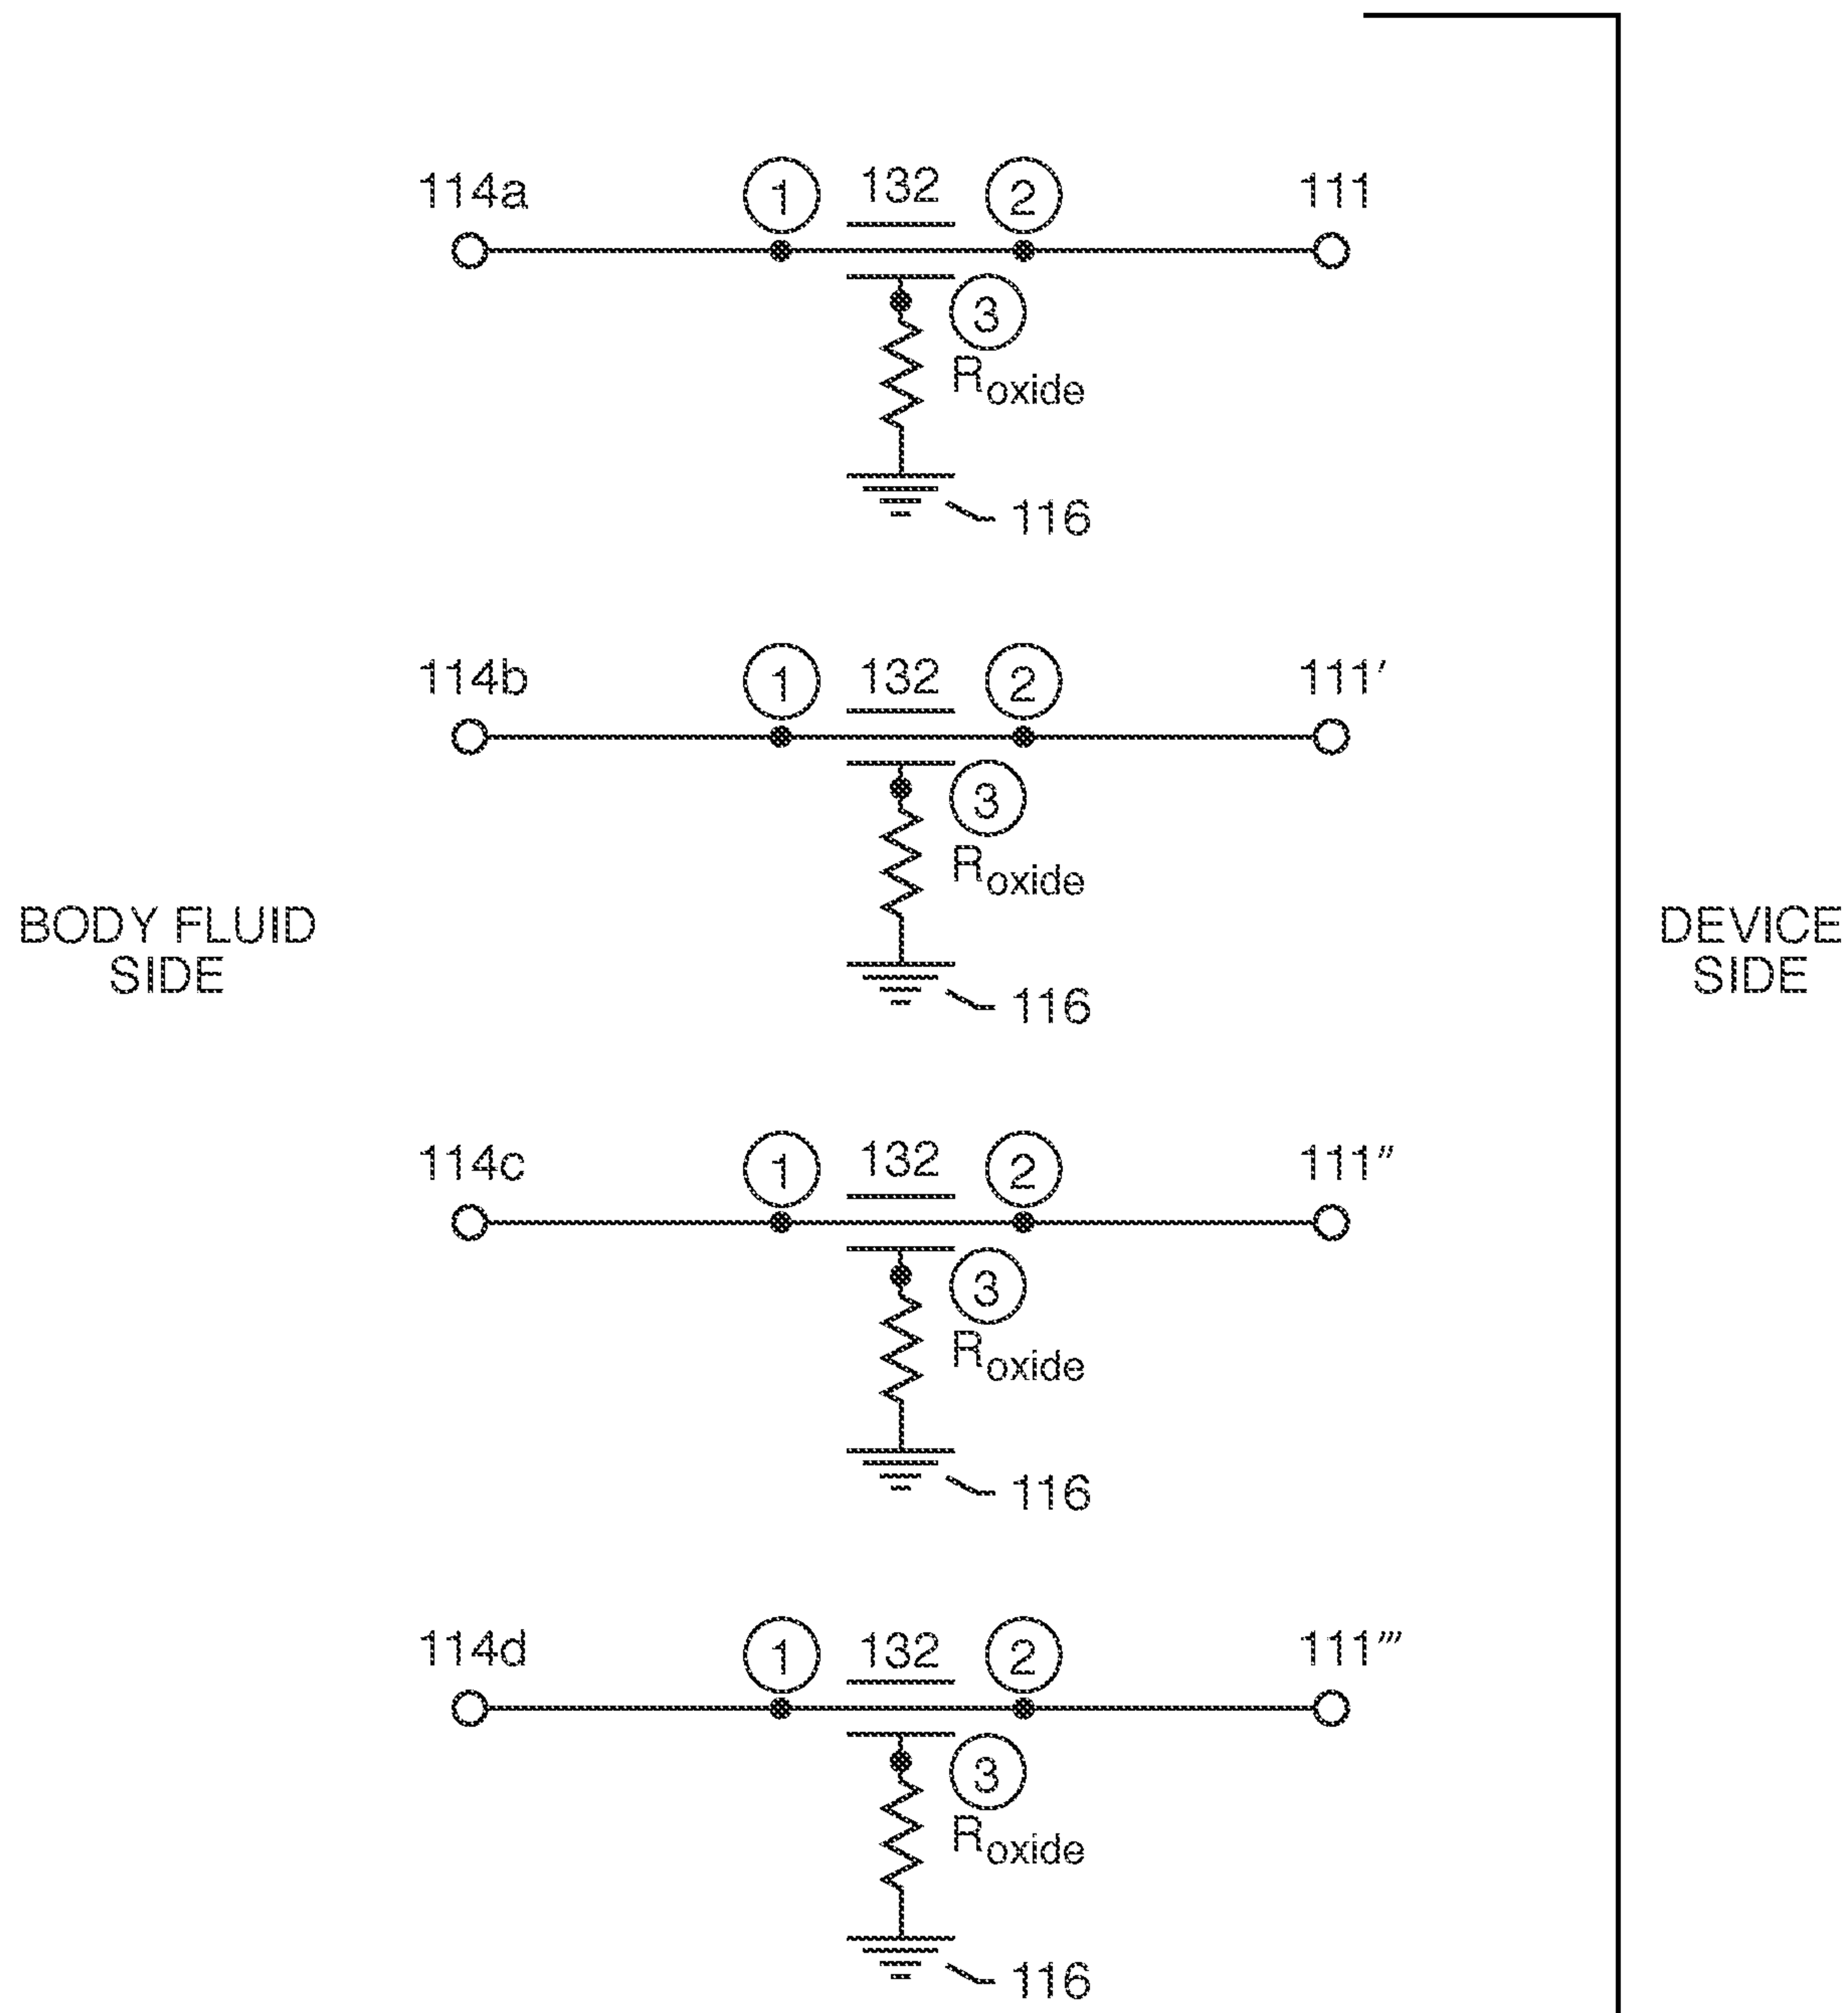 114a 1 132 2 111
3
Roxide
116
114b 1 132 2 111′
3
Roxide
116
BODY FLUID
SIDE
DEVICE
SIDE
114c 1 132 2 111″
3
Roxide
116
114d 1 132 2 111‴
3
Roxide
116